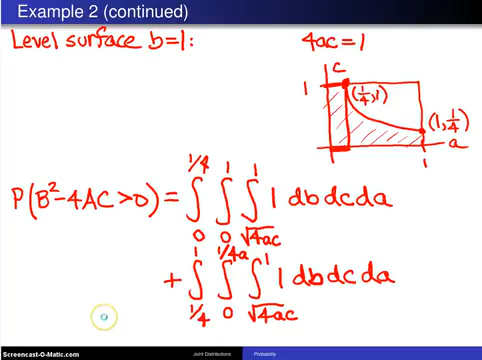 Example 2 (continued)
Level surface b=1: 4ac=1
c
1
(1/4, 1)
(1, 1/4)
a
1
P(B²-4AC>0) = ∫₀^{1/4} ∫₀^{1} ∫_{√4ac}^{1} 1 db dc da
+ ∫_{1/4}^{1} ∫₀^{1/4a} ∫_{√4ac}^{1} 1 db dc da
Screencast-O-Matic.com Joint Distributions Probability